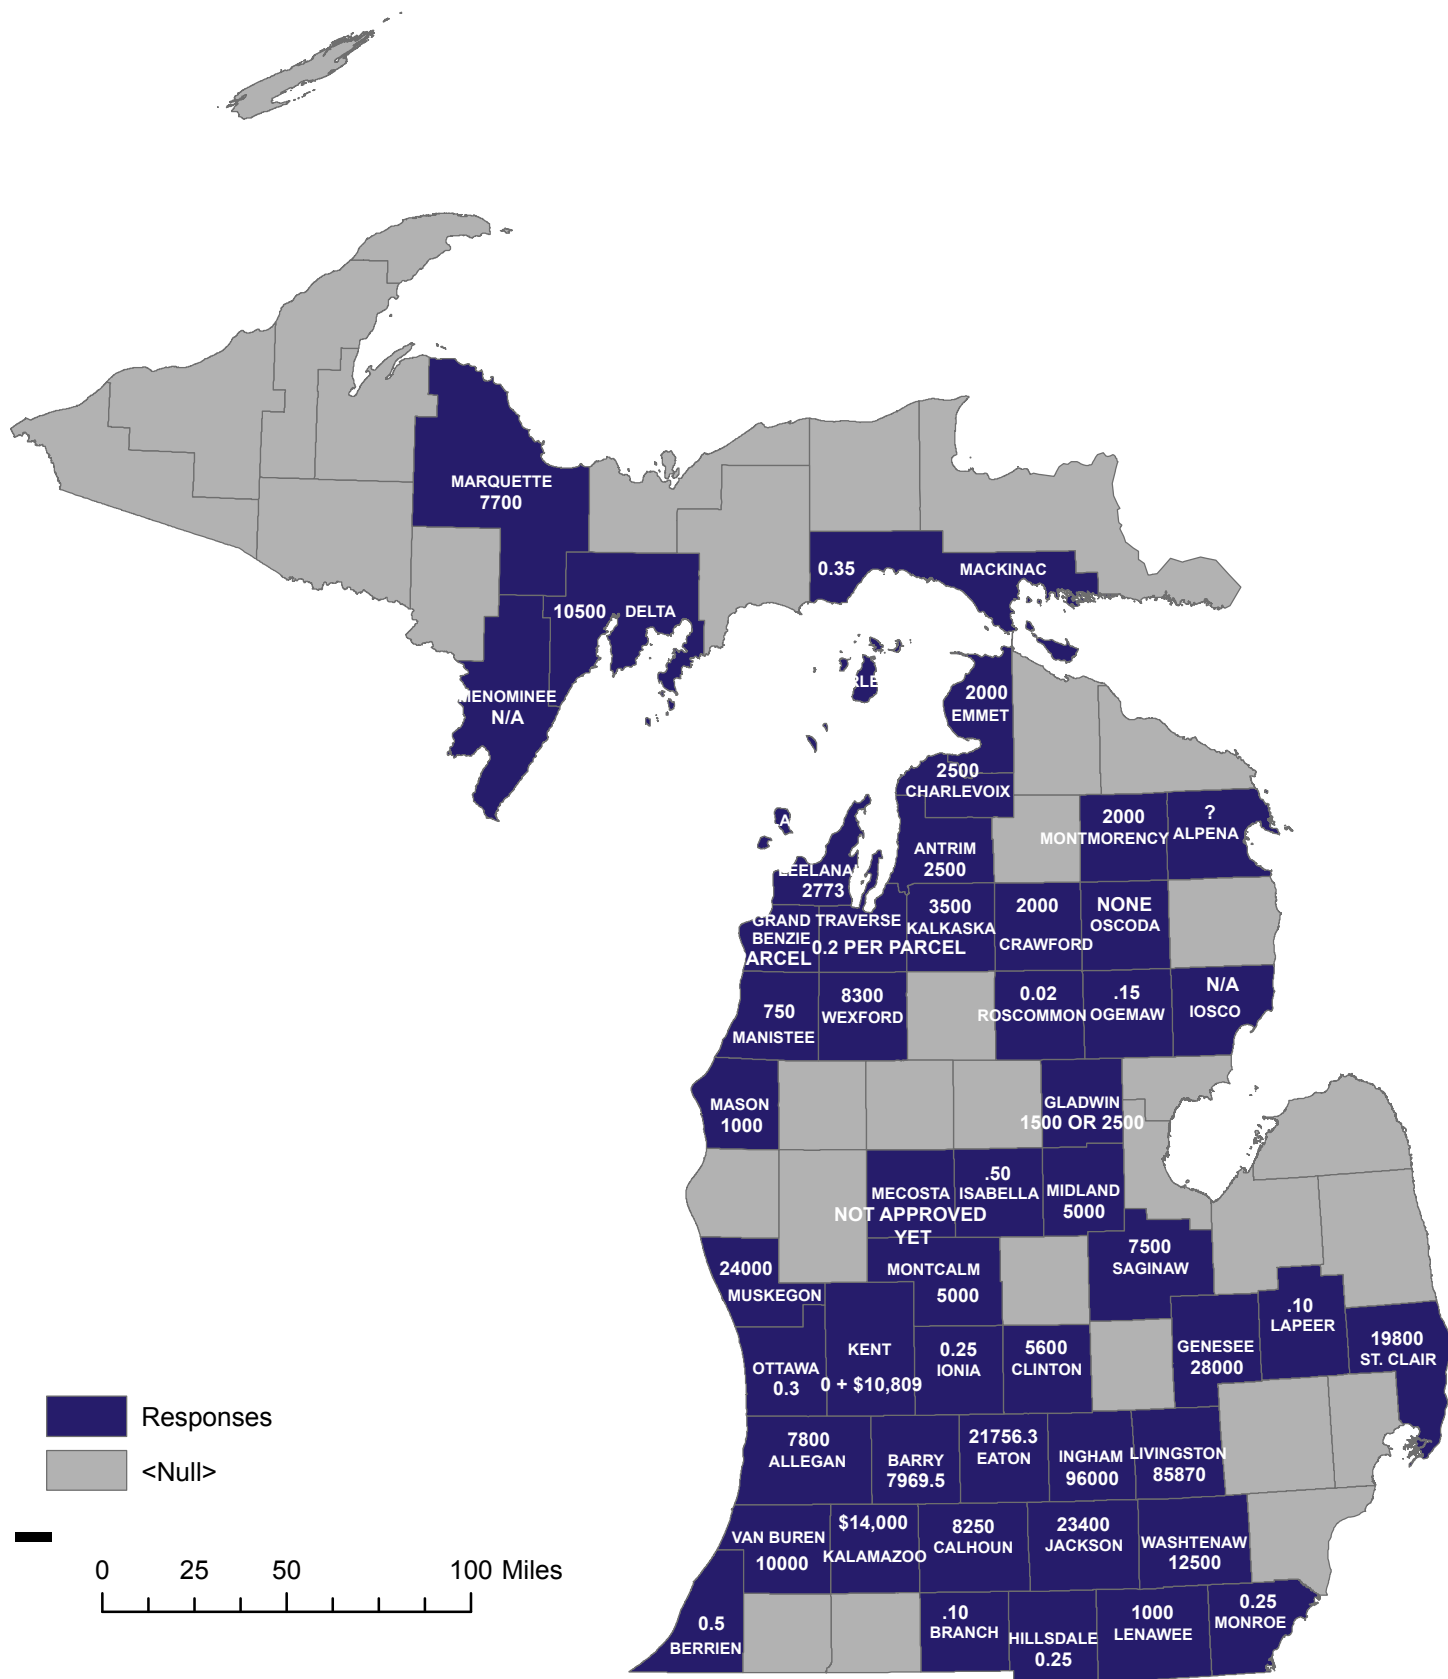 MARQUETTE
7700
0.35
MACKINAC
10500
DELTA
MENOMINEE
N/A
RLE
2000
EMMET
2500
CHARLEVOIX
2000
MONTMORENCY
?
ALPENA
LA
ANTRIM
2500
LEELANAU
2773
GRAND TRAVERSE
BENZIE
ARCEL
0.2 PER PARCEL
3500
KALKASKA
2000
CRAWFORD
NONE
OSCODA
750
MANISTEE
8300
WEXFORD
0.02
ROSCOMMON
.15
OGEMAW
N/A
IOSCO
MASON
1000
GLADWIN
1500 OR 2500
MECOSTA
NOT APPROVED
YET
.50
ISABELLA
MIDLAND
5000
24000
MUSKEGON
MONTCALM
5000
7500
SAGINAW
.10
LAPEER
19800
ST. CLAIR
GENESEE
28000
OTTAWA
0.3
KENT
0 + $10,809
0.25
IONIA
5600
CLINTON
7800
ALLEGAN
BARRY
7969.5
21756.3
EATON
INGHAM
96000
LIVINGSTON
85870
VAN BUREN
10000
$14,000
KALAMAZOO
8250
CALHOUN
23400
JACKSON
WASHTENAW
12500
0.5
BERRIEN
.10
BRANCH
HILLSDALE
0.25
1000
LENAWEE
0.25
MONROE
Responses
<Null>
0 25 50 100 Miles